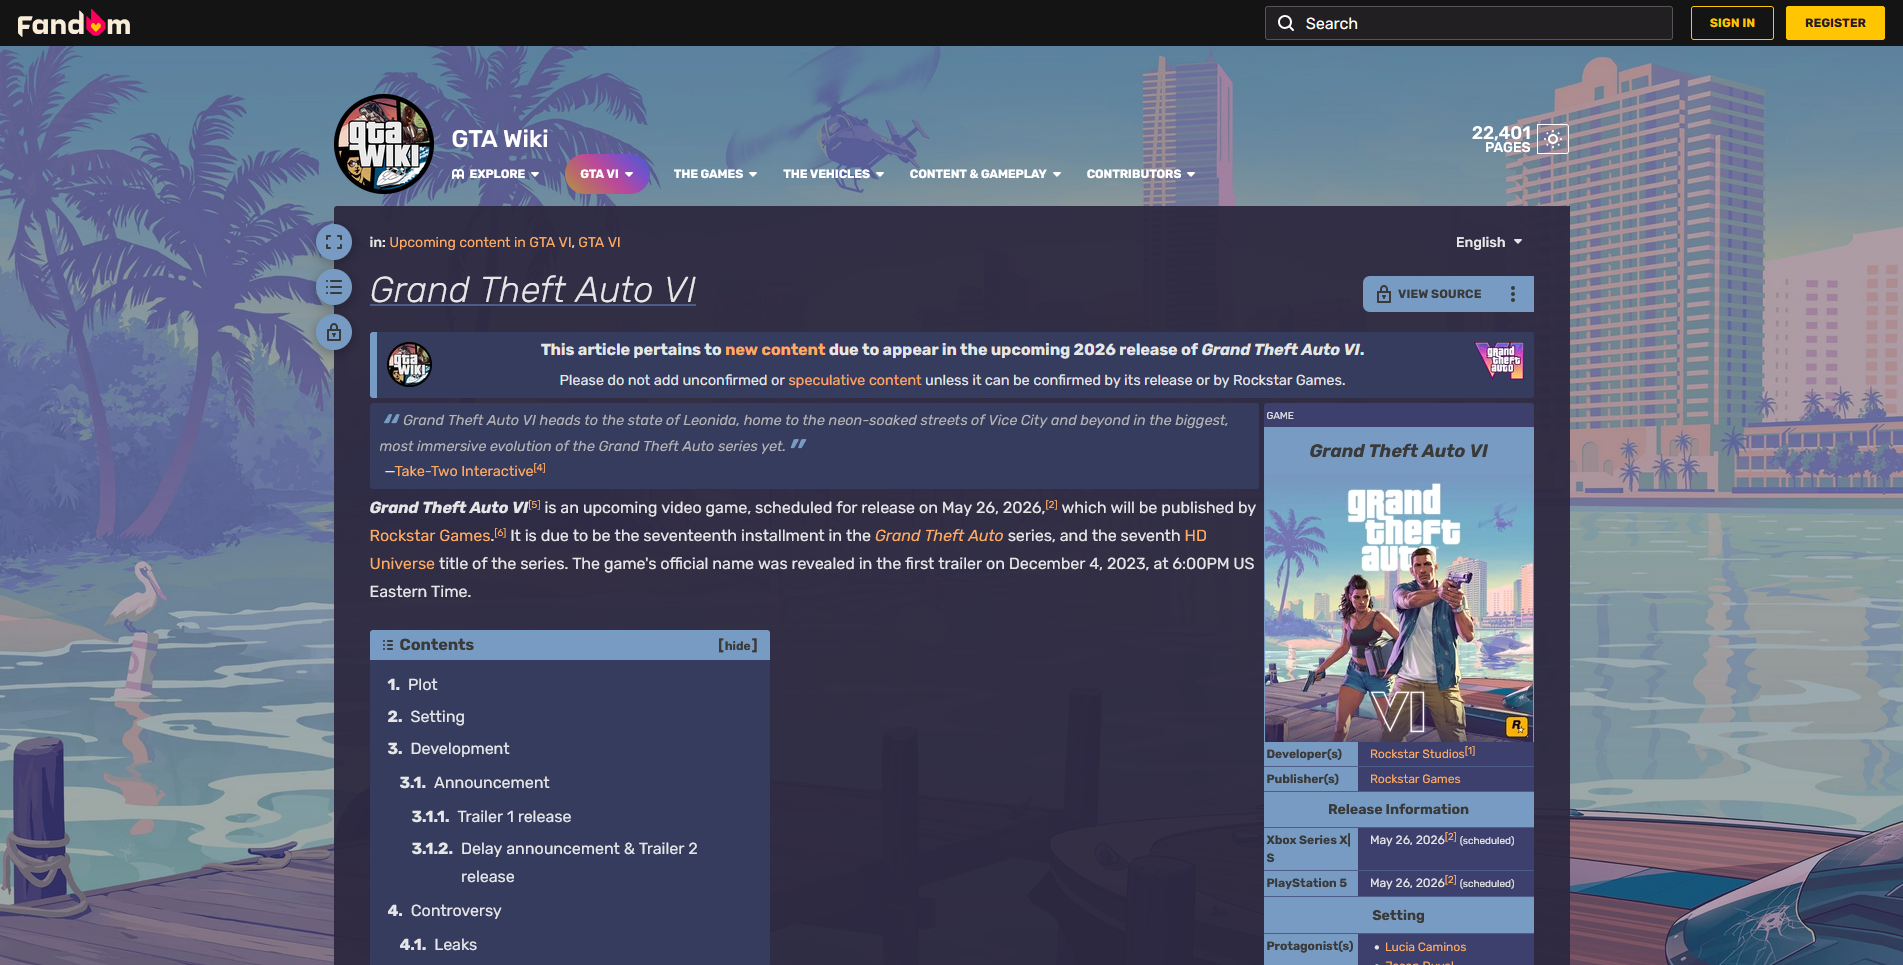 Fandom
Search
SIGN IN
REGISTER
gta
WIKI
GTA Wiki
22,401
PAGES
EXPLORE
GTA VI
THE GAMES
THE VEHICLES
CONTENT & GAMEPLAY
CONTRIBUTORS
in: Upcoming content in GTA VI, GTA VI
English
Grand Theft Auto VI
VIEW SOURCE
gta
WIKI
This article pertains to new content due to appear in the upcoming 2026 release of Grand Theft Auto VI.
Please do not add unconfirmed or speculative content unless it can be confirmed by its release or by Rockstar Games.
grand
theft
auto
Grand Theft Auto VI heads to the state of Leonida, home to the neon-soaked streets of Vice City and beyond in the biggest,
most immersive evolution of the Grand Theft Auto series yet.
—Take-Two Interactive[4]
Grand Theft Auto VI[5] is an upcoming video game, scheduled for release on May 26, 2026,[2] which will be published by
Rockstar Games.[6] It is due to be the seventeenth installment in the Grand Theft Auto series, and the seventh HD
Universe title of the series. The game's official name was revealed in the first trailer on December 4, 2023, at 6:00PM US
Eastern Time.
Contents
[hide]
1. Plot
2. Setting
3. Development
3.1. Announcement
3.1.1. Trailer 1 release
3.1.2. Delay announcement & Trailer 2
release
4. Controversy
4.1. Leaks
GAME
Grand Theft Auto VI
grand
theft
auto
VI
R
Developer(s) Rockstar Studios[1]
Publisher(s) Rockstar Games
Release Information
Xbox Series X| May 26, 2026[2] (scheduled)
S
PlayStation 5 May 26, 2026[2] (scheduled)
Setting
Protagonist(s) • Lucia Caminos